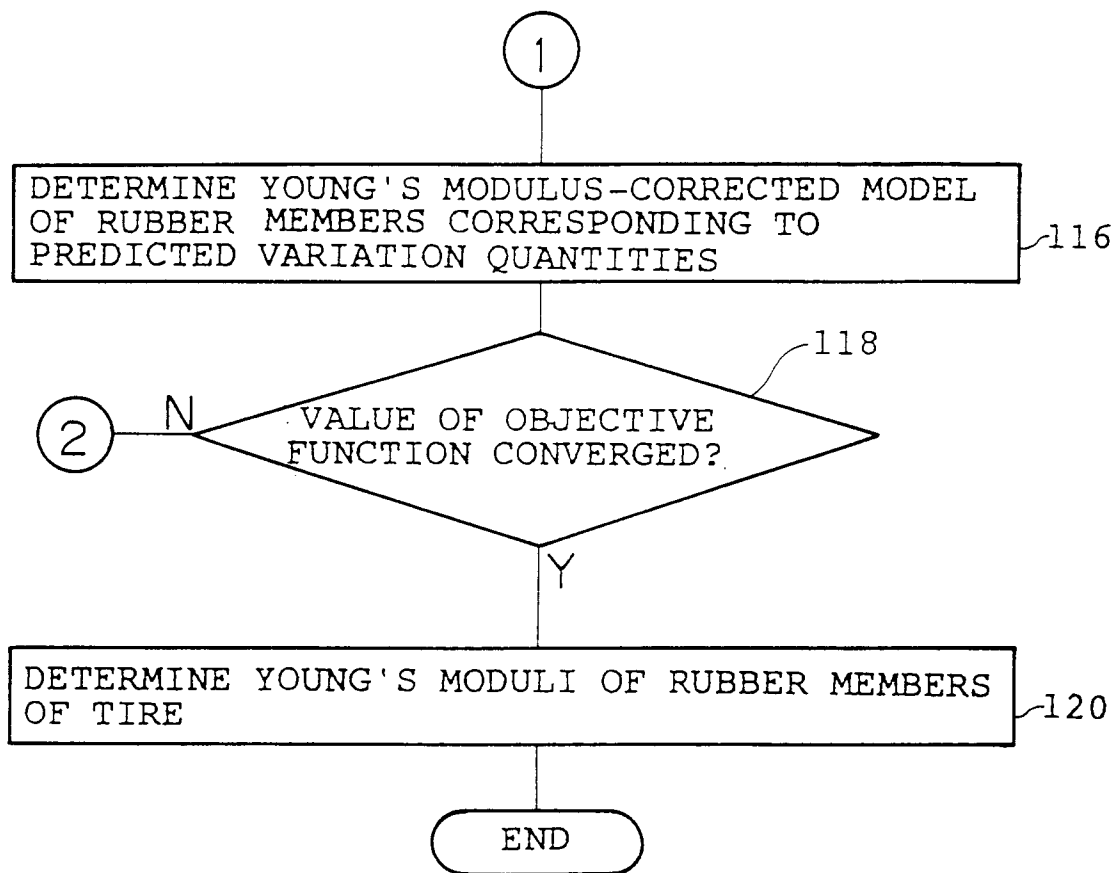 1
DETERMINE YOUNG'S MODULUS-CORRECTED MODEL
OF RUBBER MEMBERS CORRESPONDING TO
PREDICTED VARIATION QUANTITIES
116
118
2
N
VALUE OF OBJECTIVE
FUNCTION CONVERGED?
Y
DETERMINE YOUNG'S MODULI OF RUBBER MEMBERS
OF TIRE
120
END